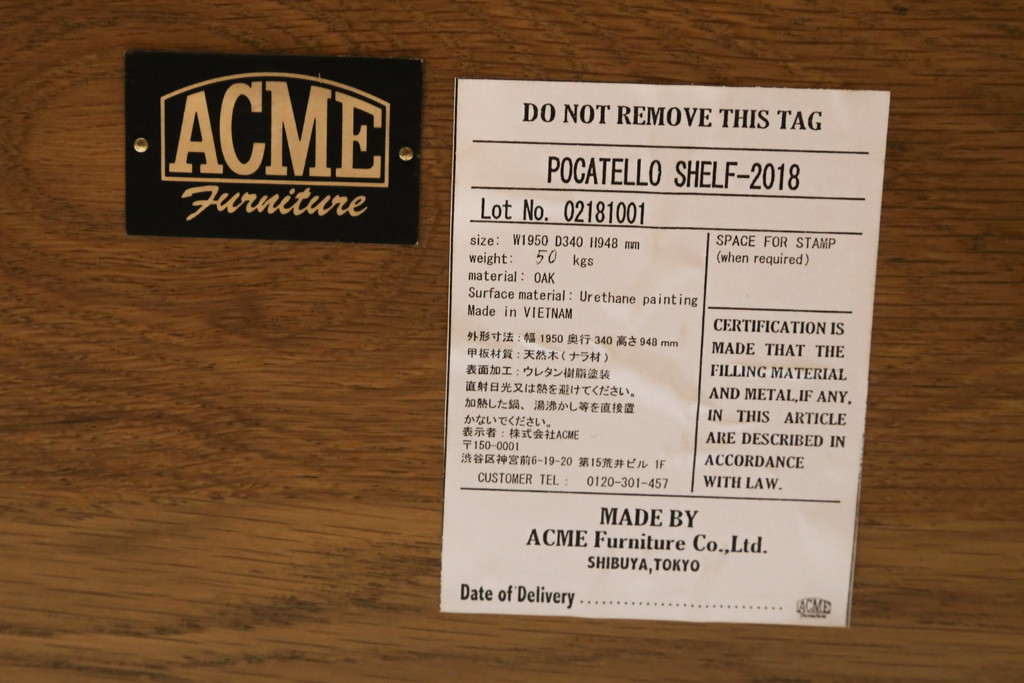 ACME
Furniture
DO NOT REMOVE THIS TAG
POCATELLO SHELF-2018
Lot No. 02181001
size: W1950 D340 H948 mm
weight: 50 kgs
material: OAK
Surface material: Urethane painting
Made in VIETNAM
外形寸法:幅 1950 奥行 340 高さ 948 mm
甲板材質:天然木(ナラ材)
表面加工:ウレタン樹脂塗装
直射日光又は熱を避けてください。
加熱した鍋、湯沸かし等を直接置
かないでください。
表示者:株式会社ACME
〒150-0001
渋谷区神宮前6-19-20 第15荒井ビル 1F
CUSTOMER TEL: 0120-301-457
SPACE FOR STAMP
(when required)
CERTIFICATION IS
MADE THAT THE
FILLING MATERIAL
AND METAL,IF ANY,
IN THIS ARTICLE
ARE DESCRIBED IN
ACCORDANCE
WITH LAW.
MADE BY
ACME Furniture Co.,Ltd.
SHIBUYA,TOKYO
Date of Delivery ..............................
ACME